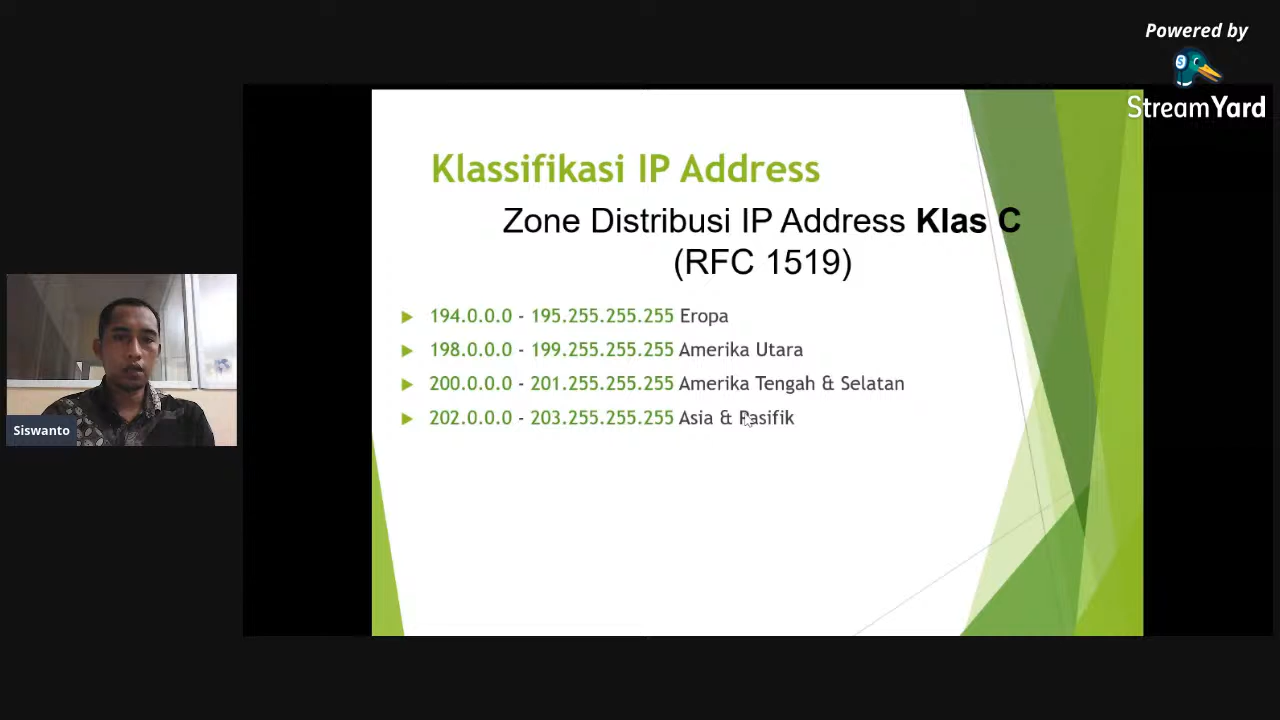 Powered by
StreamYard
Klassifikasi IP Address
Zone Distribusi IP Address Klas C
(RFC 1519)
194.0.0.0 - 195.255.255.255 Eropa
198.0.0.0 - 199.255.255.255 Amerika Utara
200.0.0.0 - 201.255.255.255 Amerika Tengah & Selatan
202.0.0.0 - 203.255.255.255 Asia & Pasifik
Siswanto